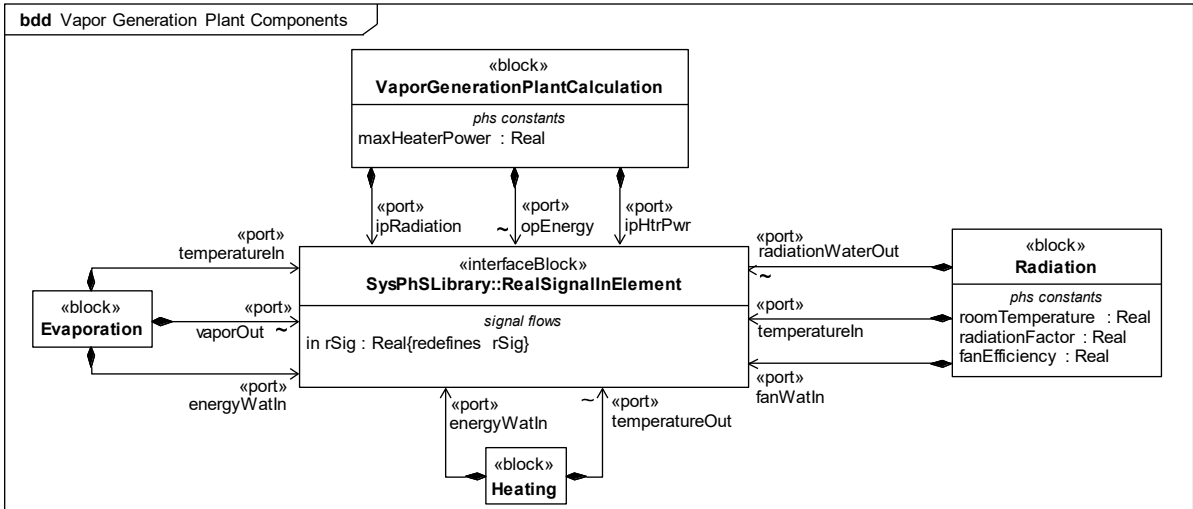 bdd Vapor Generation Plant Components
«block»
VaporGenerationPlantCalculation
phs constants
maxHeaterPower : Real
«port»
ipRadiation
«port»
~ opEnergy
«port»
ipHtrPwr
«port»
temperatureIn
«block»
Evaporation
«port»
vaporOut ~
«port»
energyWatIn
«interfaceBlock»
SysPhSLibrary::RealSignalInElement
signal flows
in rSig : Real{redefines rSig}
«port»
radiationWaterOut
~
«port»
temperatureIn
«port»
fanWatIn
«block»
Radiation
phs constants
roomTemperature : Real
radiationFactor : Real
fanEfficiency : Real
«port»
energyWatIn
~ «port»
temperatureOut
«block»
Heating